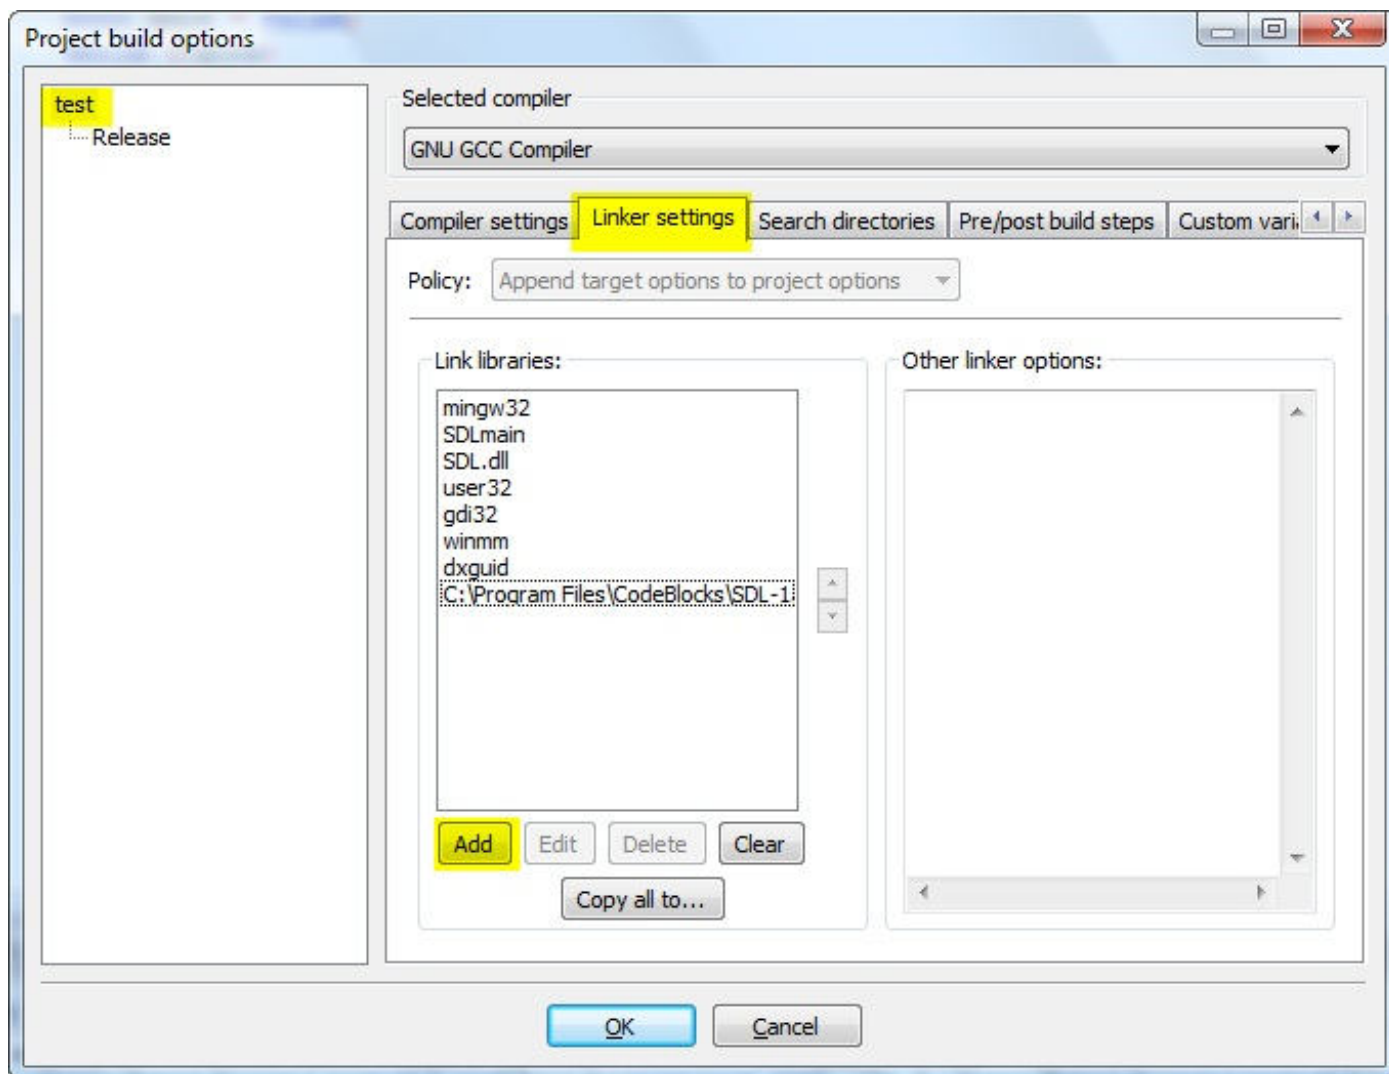 Project build options
test
Release
Selected compiler
GNU GCC Compiler
Compiler settings Linker settings Search directories Pre/post build steps Custom vari
Policy: Append target options to project options
Link libraries:
mingw32
SDLmain
SDL.dll
user32
gdi32
winmm
dxguid
C:\Program Files\CodeBlocks\SDL-1
Add Edit Delete Clear
Copy all to...
Other linker options:
OK Cancel